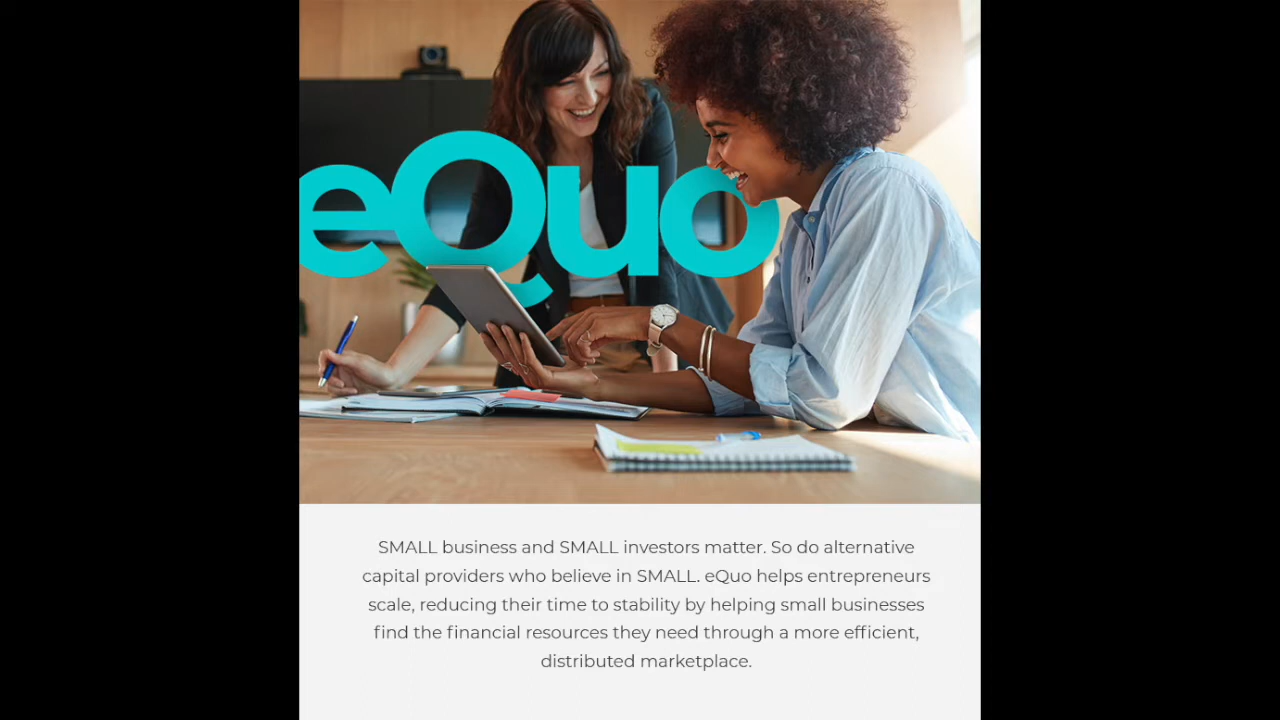 eQuo
SMALL business and SMALL investors matter. So do alternative
capital providers who believe in SMALL. eQuo helps entrepreneurs
scale, reducing their time to stability by helping small businesses
find the financial resources they need through a more efficient,
distributed marketplace.